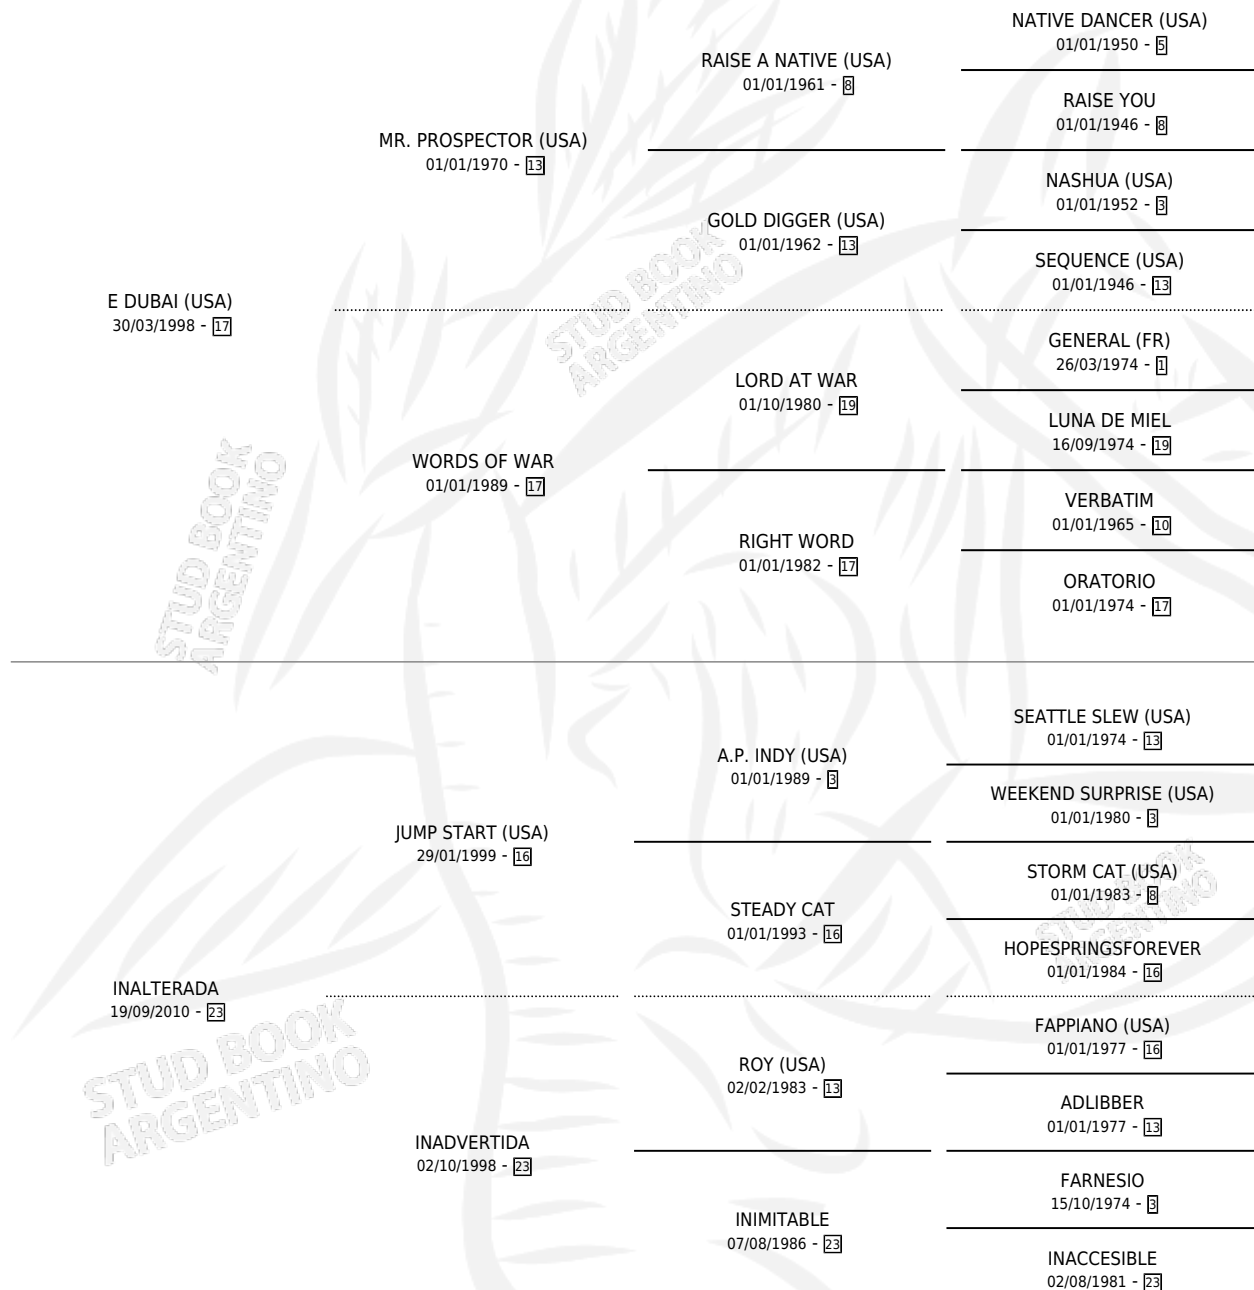 NATIVE DANCER (USA)
01/01/1950 - 5
RAISE A NATIVE (USA)
01/01/1961 - 8
RAISE YOU
01/01/1946 - 8
MR. PROSPECTOR (USA)
01/01/1970 - 13
NASHUA (USA)
01/01/1952 - 3
GOLD DIGGER (USA)
01/01/1962 - 13
SEQUENCE (USA)
01/01/1946 - 13
E DUBAI (USA)
30/03/1998 - 17
STUD BOOK
ARGENTINO
GENERAL (FR)
26/03/1974 - 1
LORD AT WAR
01/10/1980 - 19
LUNA DE MIEL
16/09/1974 - 19
WORDS OF WAR
01/01/1989 - 17
VERBATIM
01/01/1965 - 10
RIGHT WORD
01/01/1982 - 17
ORATORIO
01/01/1974 - 17
STUD BOOK
ARGENTINO
SEATTLE SLEW (USA)
01/01/1974 - 13
A.P. INDY (USA)
01/01/1989 - 3
WEEKEND SURPRISE (USA)
01/01/1980 - 3
JUMP START (USA)
29/01/1999 - 16
STORM CAT (USA)
01/01/1983 - 8
STEADY CAT
01/01/1993 - 16
STUD BOOK
ARGENTINO
HOPESPRINGSFOREVER
01/01/1984 - 16
INALTERADA
19/09/2010 - 23
STUD BOOK
ARGENTINO
FAPPIANO (USA)
01/01/1977 - 16
ROY (USA)
02/02/1983 - 13
ADLIBBER
01/01/1977 - 13
INADVERTIDA
02/10/1998 - 23
FARNESIO
15/10/1974 - 3
INIMITABLE
07/08/1986 - 23
INACCESIBLE
02/08/1981 - 23